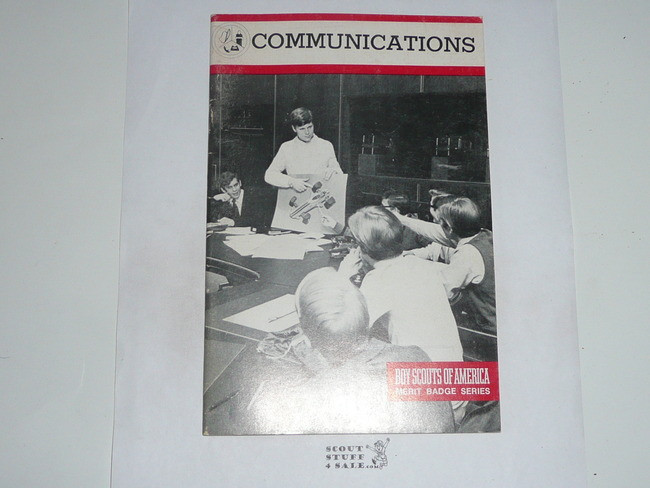 COMMUNICATIONS
BOY SCOUTS OF AMERICA
MERIT BADGE SERIES
SCOUT
STUFF
4 SALE.com